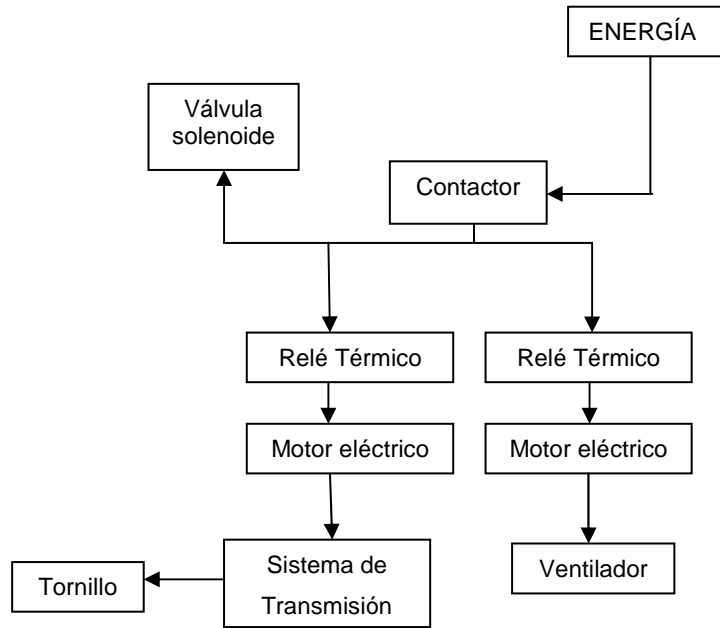 ENERGÍA
Válvula
solenoide
Contactor
Relé Térmico
Relé Térmico
Motor eléctrico
Motor eléctrico
Sistema de
Transmisión
Tornillo
Ventilador